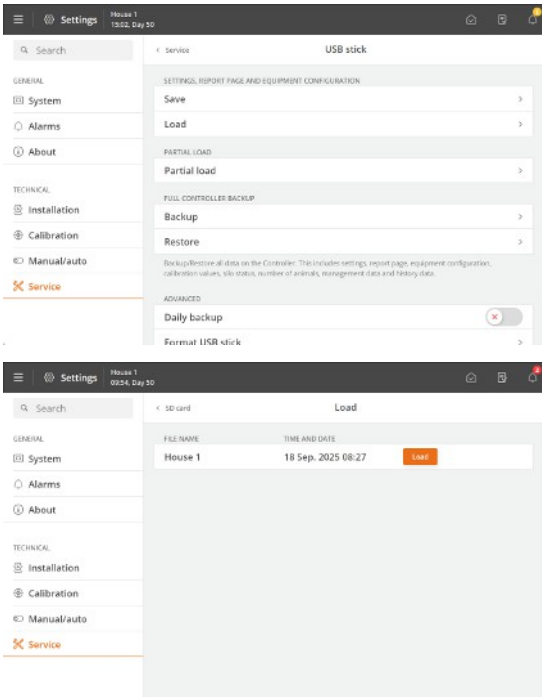 Settings
House 1
15:02, Day 50
Search
GENERAL
System
Alarms
About
TECHNICAL
Installation
Calibration
Manual/auto
Service
< Service
USB stick
SETTINGS, REPORT PAGE AND EQUIPMENT CONFIGURATION
Save
Load
PARTIAL LOAD
Partial load
FULL CONTROLLER BACKUP
Backup
Restore
Backup/Restore all data on the Controller. This includes settings, report page, equipment configuration,
calibration values, silo status, number of animals, management data and history data.
ADVANCED
Daily backup
Format USB stick
Settings
House 1
09:54, Day 50
Search
GENERAL
System
Alarms
About
TECHNICAL
Installation
Calibration
Manual/auto
Service
< SD card
Load
FILE NAME TIME AND DATE
House 1 18 Sep. 2025 08:27 Load